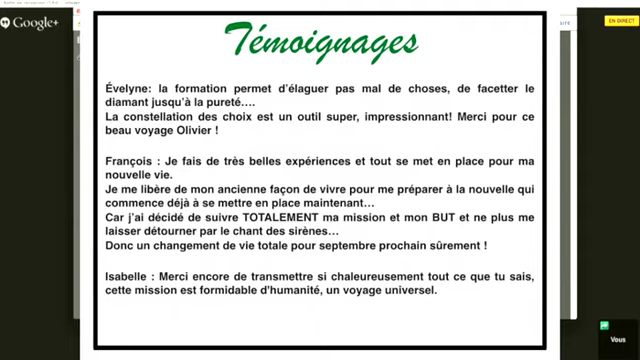 Google+
SITE
EN DIRECT
Témoignages
Évelyne: la formation permet d'élaguer pas mal de choses, de facetter le
diamant jusqu'à la pureté….
La constellation des choix est un outil super, impressionnant! Merci pour ce
beau voyage Olivier !
François : Je fais de très belles expériences et tout se met en place pour ma
nouvelle vie.
Je me libère de mon ancienne façon de vivre pour me préparer à la nouvelle qui
commence déjà à se mettre en place maintenant…
Car j'ai décidé de suivre TOTALEMENT ma mission et mon BUT et ne plus me
laisser détourner par le chant des sirènes…
Donc un changement de vie totale pour septembre prochain sûrement !
Isabelle : Merci encore de transmettre si chaleureusement tout ce que tu sais,
cette mission est formidable d'humanité, un voyage universel.
Vous